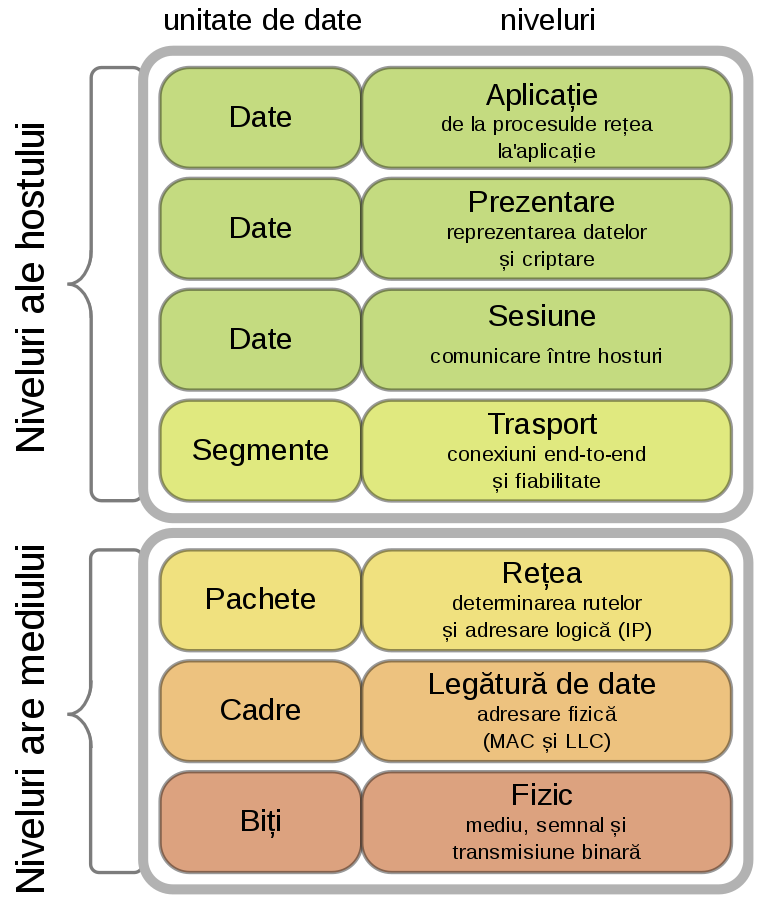 unitate de date
niveluri
Niveluri ale hostului
Date
Aplicație
de la procesulde rețea
la'aplicație
Date
Prezentare
reprezentarea datelor
și criptare
Date
Sesiune
comunicare între hosturi
Segmente
Trasport
conexiuni end-to-end
și fiabilitate
Niveluri are mediului
Pachete
Rețea
determinarea rutelor
și adresare logică (IP)
Cadre
Legătură de date
adresare fizică
(MAC și LLC)
Biți
Fizic
mediu, semnal și
transmisiune binară